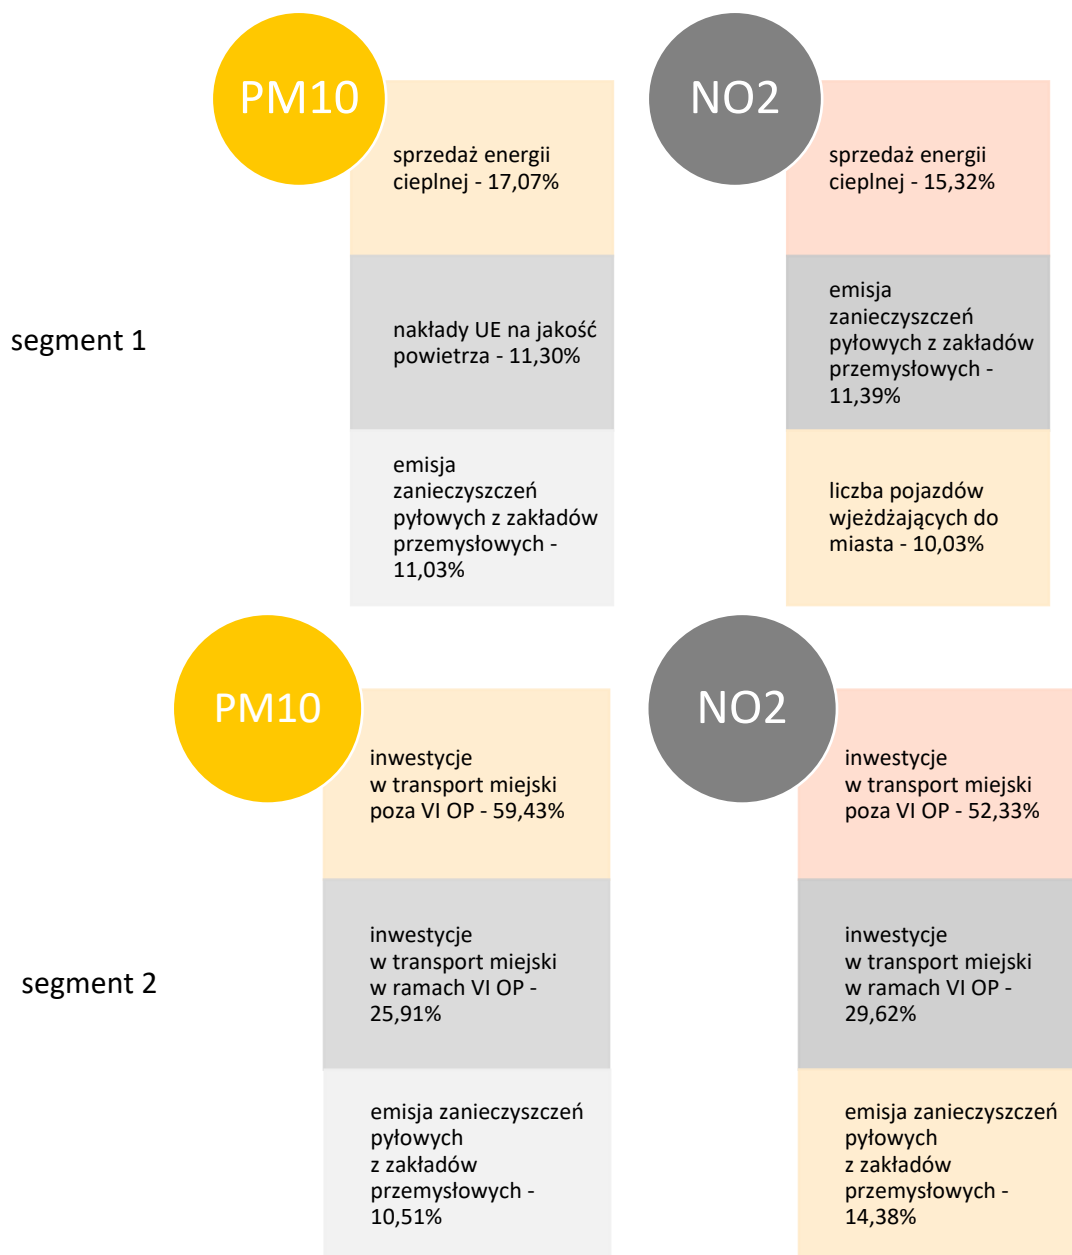 PM10
sprzedaż energii
cieplnej - 17,07%
nakłady UE na jakość
powietrza - 11,30%
emisja
zanieczyszczeń
pyłowych z zakładów
przemysłowych -
11,03%
NO2
sprzedaż energii
cieplnej - 15,32%
emisja
zanieczyszczeń
pyłowych z zakładów
przemysłowych -
11,39%
liczba pojazdów
wjeżdżających do
miasta - 10,03%
segment 1
PM10
inwestycje
w transport miejski
poza VI OP - 59,43%
inwestycje
w transport miejski
w ramach VI OP -
25,91%
emisja zanieczyszczeń
pyłowych
z zakładów
przemysłowych -
10,51%
NO2
inwestycje
w transport miejski
poza VI OP - 52,33%
inwestycje
w transport miejski
w ramach VI OP -
29,62%
emisja zanieczyszczeń
pyłowych
z zakładów
przemysłowych -
14,38%
segment 2